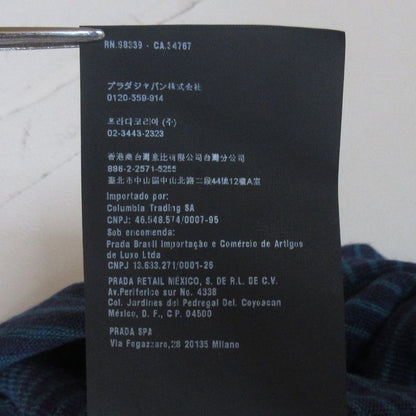 RN.98339 - CA.34767
プラダジャパン株式会社
0120-559-914
프라다코리아 (주)
02-3443-2323
香港商台灣 有限公司台灣分公司
886-2-2571-5255
臺北市中山區中山北路二段44號12樓A室
Importado por:
Columbia Trading SA
CNPJ: 46.548.574/0007-95
Sob encomenda:
Prada Brasil Importação e Comércio de Artigos
de Luxo Ltda
CNPJ 13.633.271/0001-26
PRADA RETAIL MÉXICO, S. DE R.L. DE C.V.
Av.Periferico sur No. 4338
Col. Jardines del Pedregal Del. Coyoacan
México, D. F., C P. 04500
PRADA SPA
Via Fogazzaro,28 20135 Milano